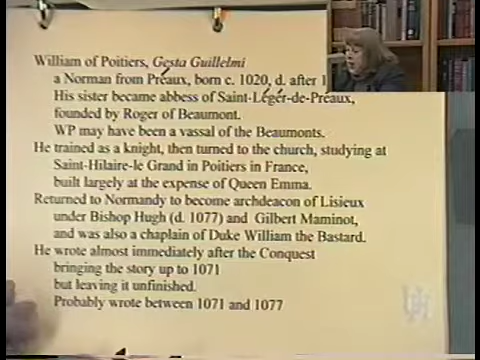 William of Poitiers, Gesta Guillelmi
a Norman from Préaux, born c. 1020, d. after 1
His sister became abbess of Saint-Légér-de-Préaux,
founded by Roger of Beaumont.
WP may have been a vassal of the Beaumonts.
He trained as a knight, then turned to the church, studying at
Saint-Hilaire-le Grand in Poitiers in France,
built largely at the expense of Queen Emma.
Returned to Normandy to become archdeacon of Lisieux
under Bishop Hugh (d. 1077) and Gilbert Maminot,
and was also a chaplain of Duke William the Bastard.
He wrote almost immediately after the Conquest
bringing the story up to 1071
but leaving it unfinished.
Probably wrote between 1071 and 1077